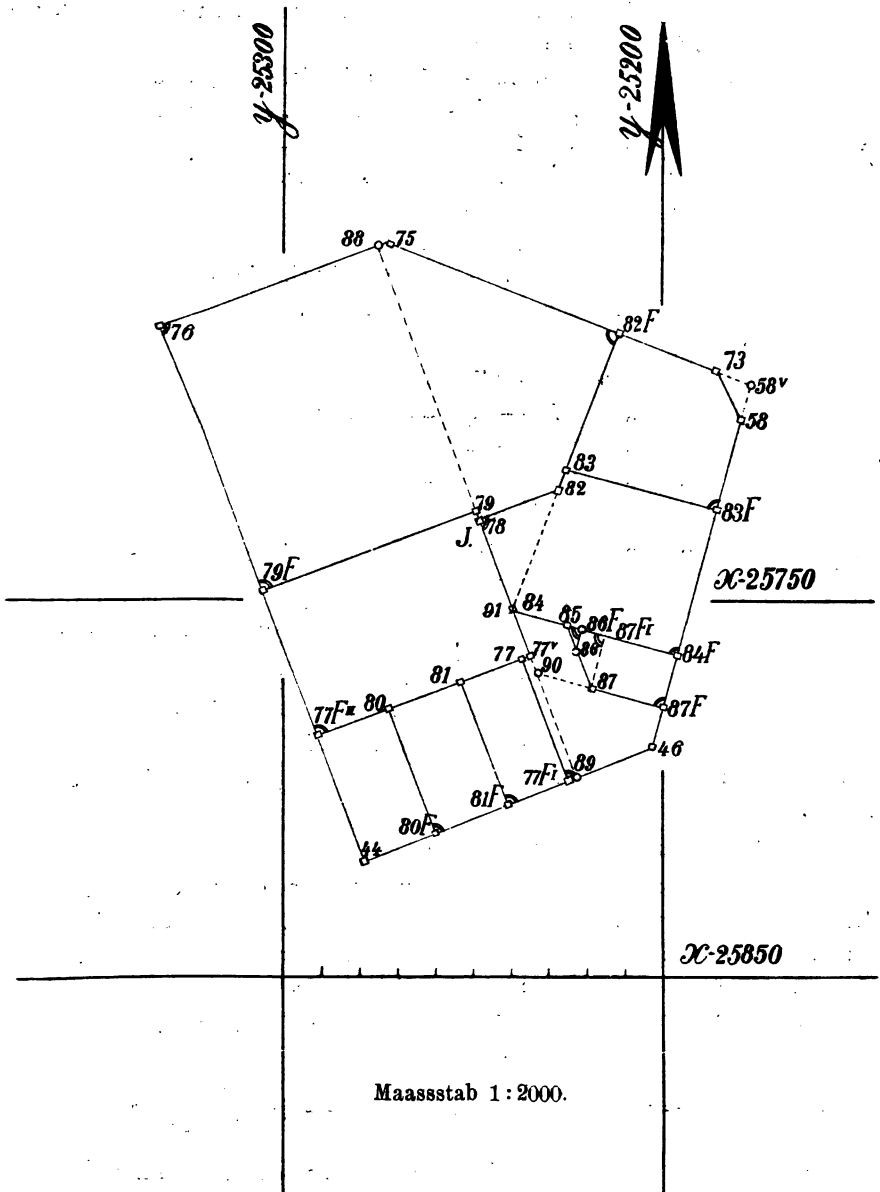 y-25300
y-25200
88 75
76
82F
73
58v
58
83
82
79
78
J.
83F
79F
X-25750
91 84
85 86F 87FI
77 77v
86
84F
90
81
87
80
87F
77FII
46
89
77FI
81F
80F
44
X-25850
Maassstab 1:2000.